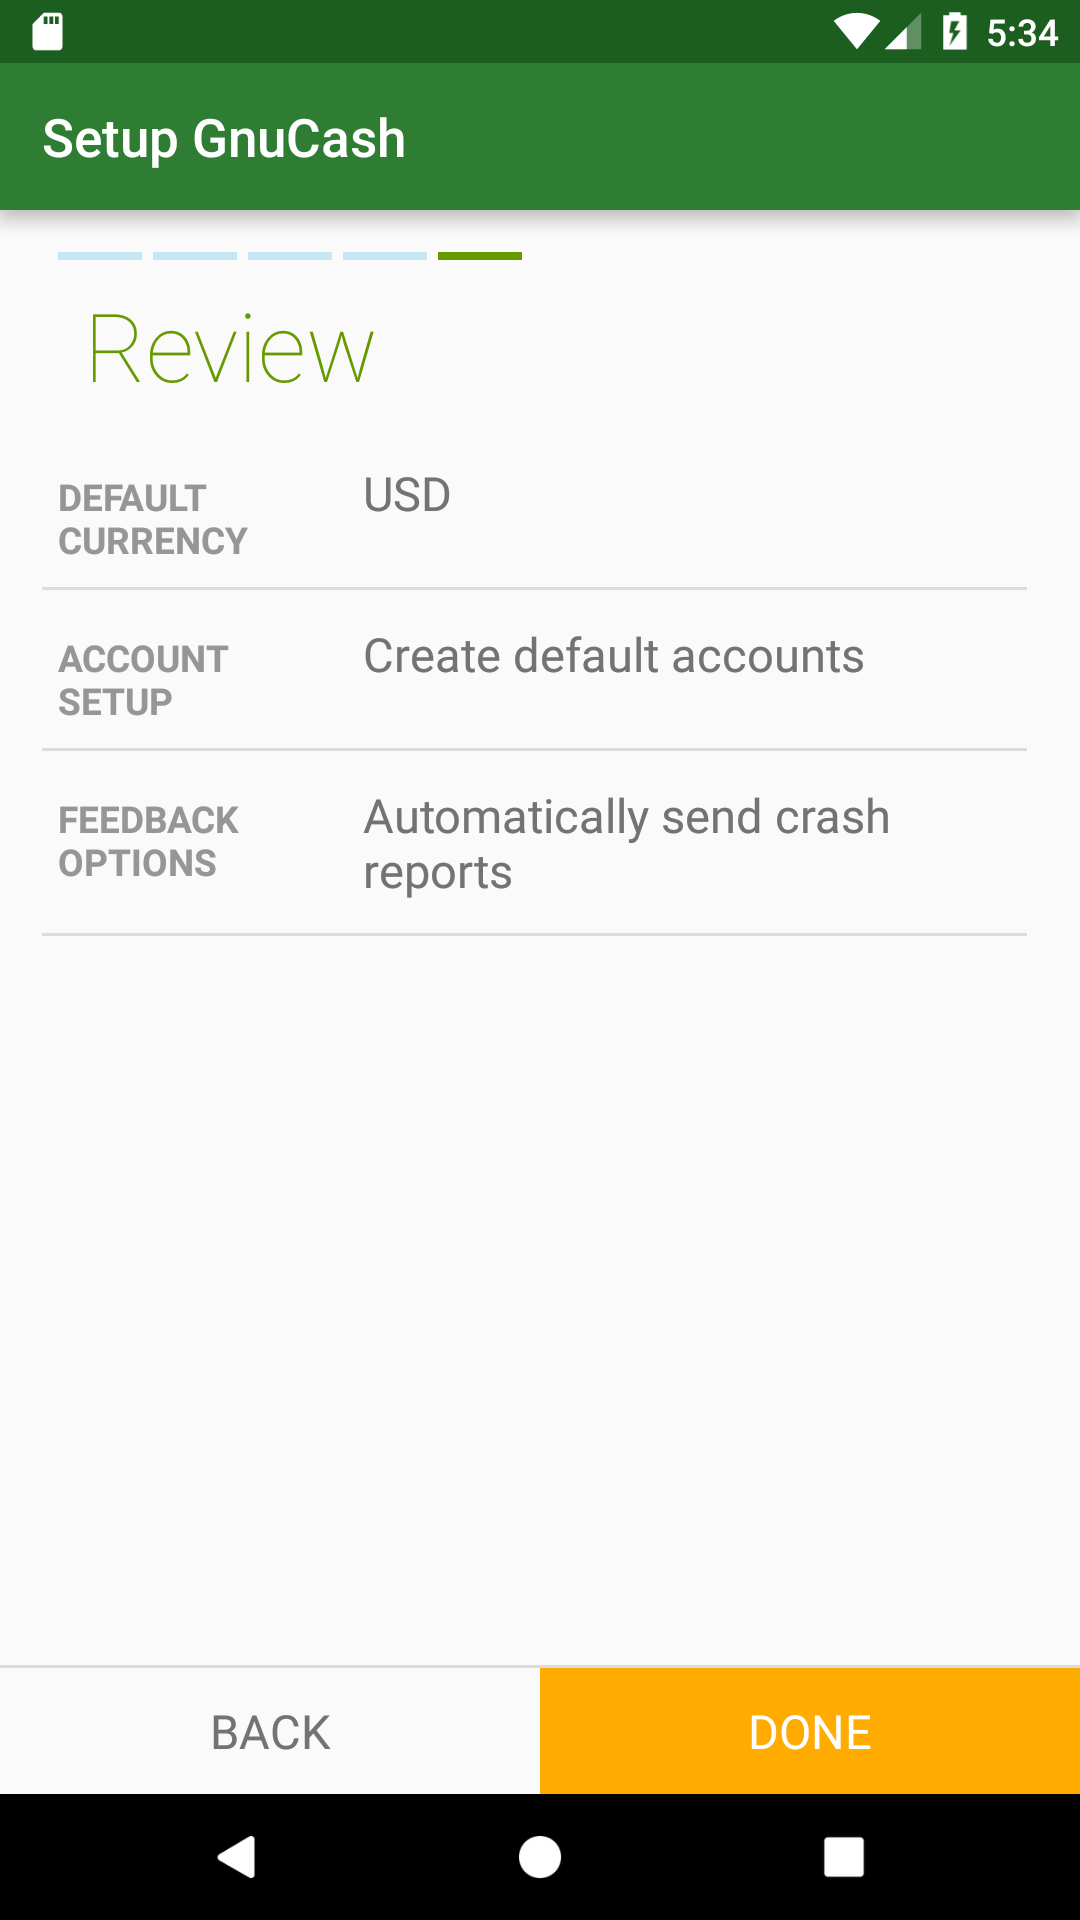 5:34
Setup GnuCash
Review
DEFAULT
CURRENCY
USD
ACCOUNT
SETUP
Create default accounts
FEEDBACK
OPTIONS
Automatically send crash
reports
BACK
DONE